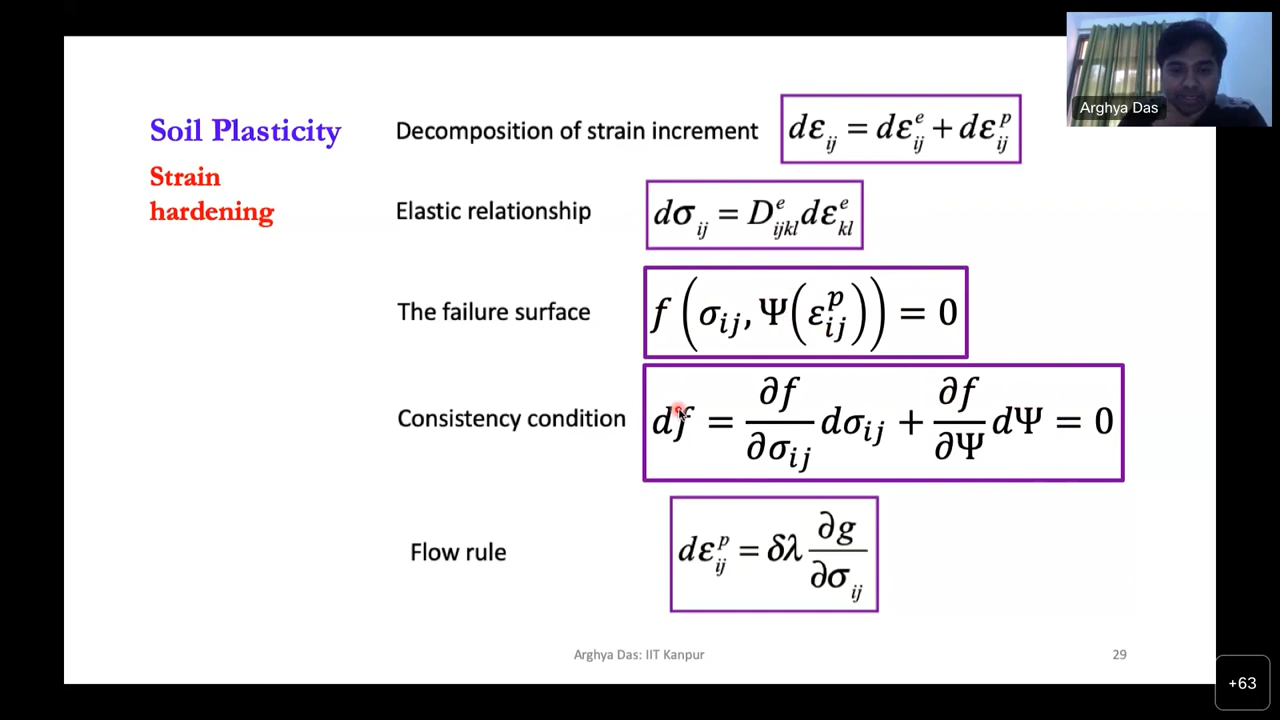 Arghya Das
Soil Plasticity
Strain
hardening
Decomposition of strain increment dε_ij = dε^e_ij + dε^p_ij
Elastic relationship dσ_ij = D^e_ijkl dε^e_kl
The failure surface f(σ_ij, Ψ(ε^p_ij)) = 0
Consistency condition df = ∂f/∂σ_ij dσ_ij + ∂f/∂Ψ dΨ = 0
Flow rule dε^p_ij = δλ ∂g/∂σ_ij
Arghya Das: IIT Kanpur 29
+63